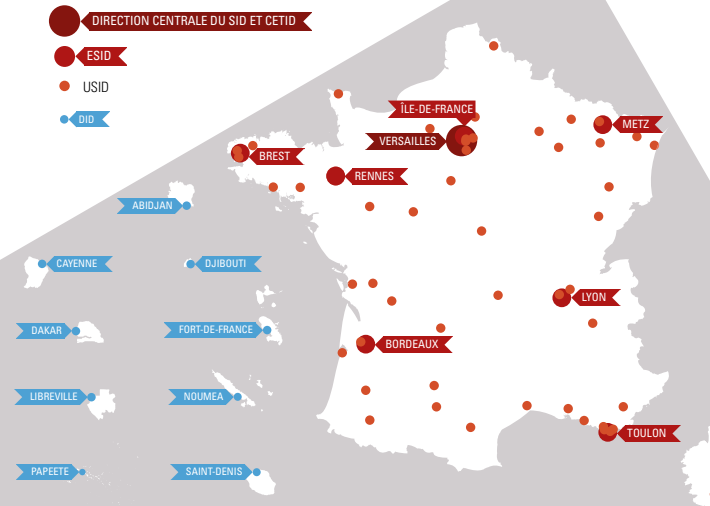 DIRECTION CENTRALE DU SID ET CETID
ESID
USID
DID
ÎLE-DE-FRANCE
VERSAILLES
METZ
BREST
RENNES
ABIDJAN
CAYENNE
DJIBOUTI
LYON
DAKAR
FORT-DE-FRANCE
BORDEAUX
LIBREVILLE
NOUMEA
TOULON
PAPEETE
SAINT-DENIS